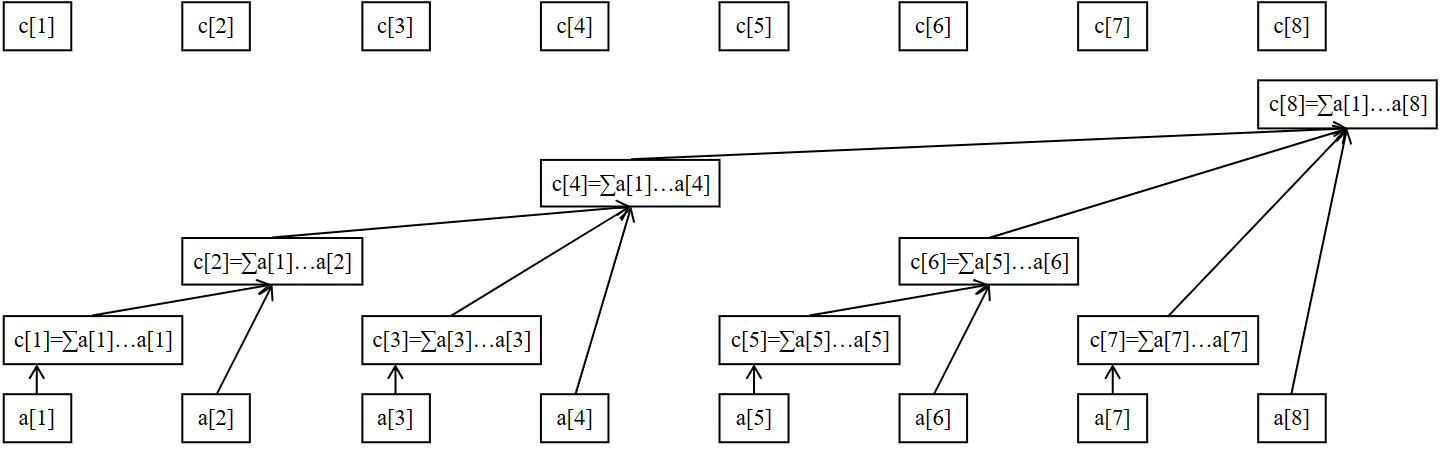 c[1] c[2] c[3] c[4] c[5] c[6] c[7] c[8]
c[8]=∑a[1]…a[8]
c[4]=∑a[1]…a[4]
c[2]=∑a[1]…a[2] c[6]=∑a[5]…a[6]
c[1]=∑a[1]…a[1] c[3]=∑a[3]…a[3] c[5]=∑a[5]…a[5] c[7]=∑a[7]…a[7]
a[1] a[2] a[3] a[4] a[5] a[6] a[7] a[8]